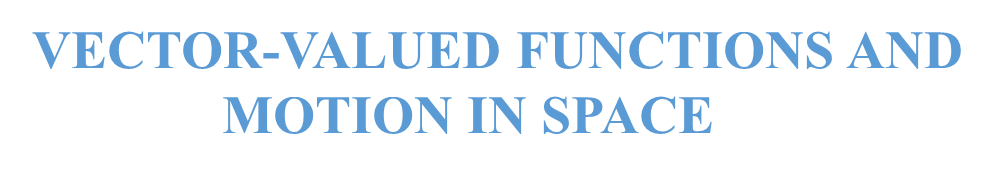 VECTOR-VALUED FUNCTIONS AND
MOTION IN SPACE